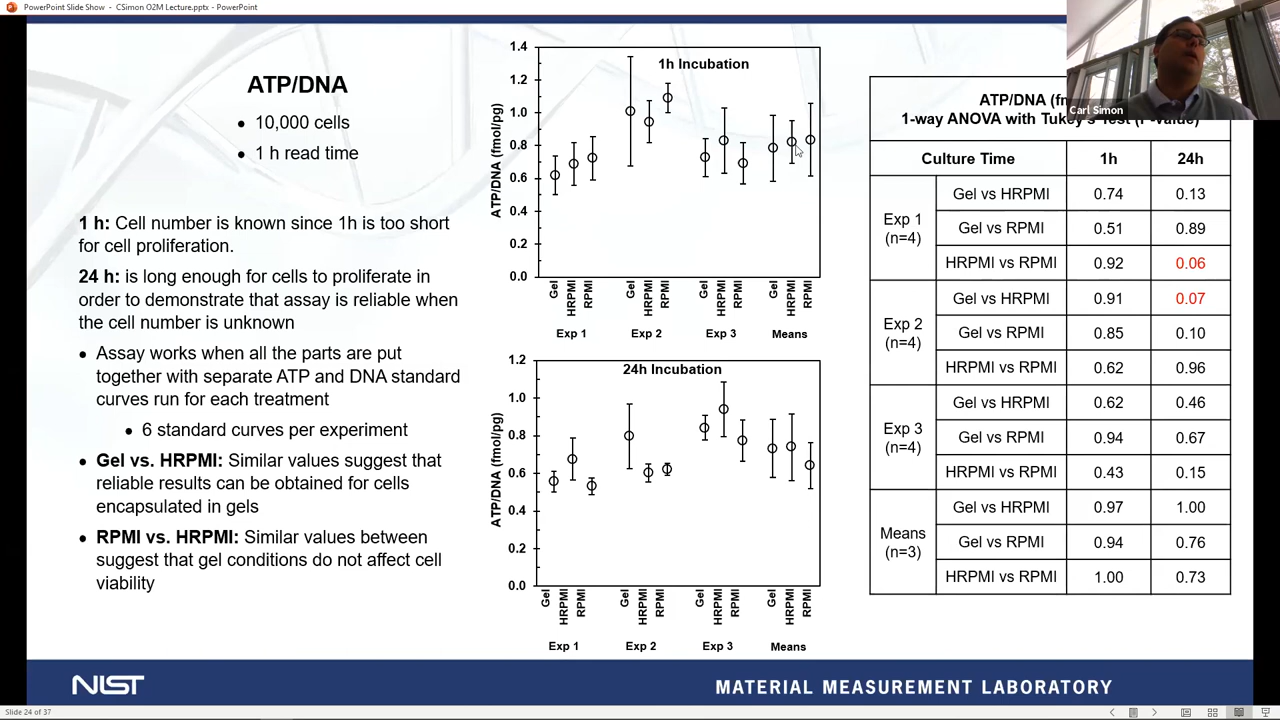 PowerPoint Slide Show - CSimon O2M Lecture.pptx - PowerPoint
ATP/DNA
• 10,000 cells
• 1 h read time
1 h: Cell number is known since 1h is too short
for cell proliferation.
24 h: is long enough for cells to proliferate in
order to demonstrate that assay is reliable when
the cell number is unknown
• Assay works when all the parts are put
together with separate ATP and DNA standard
curves run for each treatment
• 6 standard curves per experiment
• Gel vs. HRPMI: Similar values suggest that
reliable results can be obtained for cells
encapsulated in gels
• RPMI vs. HRPMI: Similar values between
suggest that gel conditions do not affect cell
viability
1h Incubation
ATP/DNA (fmol/pg)
1.4
1.2
1.0
0.8
0.6
0.4
0.2
0.0
Gel HRPMI RPMI Gel HRPMI RPMI Gel HRPMI RPMI Gel HRPMI RPMI
Exp 1 Exp 2 Exp 3 Means
24h Incubation
ATP/DNA (fmol/pg)
1.2
1.0
0.8
0.6
0.4
0.2
0.0
Gel HRPMI RPMI Gel HRPMI RPMI Gel HRPMI RPMI Gel HRPMI RPMI
Exp 1 Exp 2 Exp 3 Means
Carl Simon
ATP/DNA
1-way ANOVA with
Culture Time 1h 24h
Exp 1
(n=4)
Gel vs HRPMI 0.74 0.13
Gel vs RPMI 0.51 0.89
HRPMI vs RPMI 0.92 0.06
Exp 2
(n=4)
Gel vs HRPMI 0.91 0.07
Gel vs RPMI 0.85 0.10
HRPMI vs RPMI 0.62 0.96
Exp 3
(n=4)
Gel vs HRPMI 0.62 0.46
Gel vs RPMI 0.94 0.67
HRPMI vs RPMI 0.43 0.15
Means
(n=3)
Gel vs HRPMI 0.97 1.00
Gel vs RPMI 0.94 0.76
HRPMI vs RPMI 1.00 0.73
NIST
MATERIAL MEASUREMENT LABORATORY
Slide 24 of 37